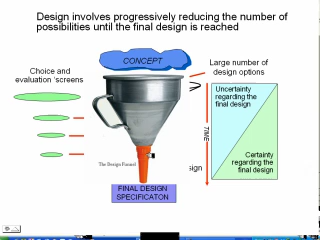 Design involves progressively reducing the number of
possibilities until the final design is reached
CONCEPT
Large number of
design options
Choice and
evaluation 'screens
Uncertainty
regarding the
final design
TIME
Certainty
regarding the
final design
The Design Funnel
sign
FINAL DESIGN
SPECIFICATON